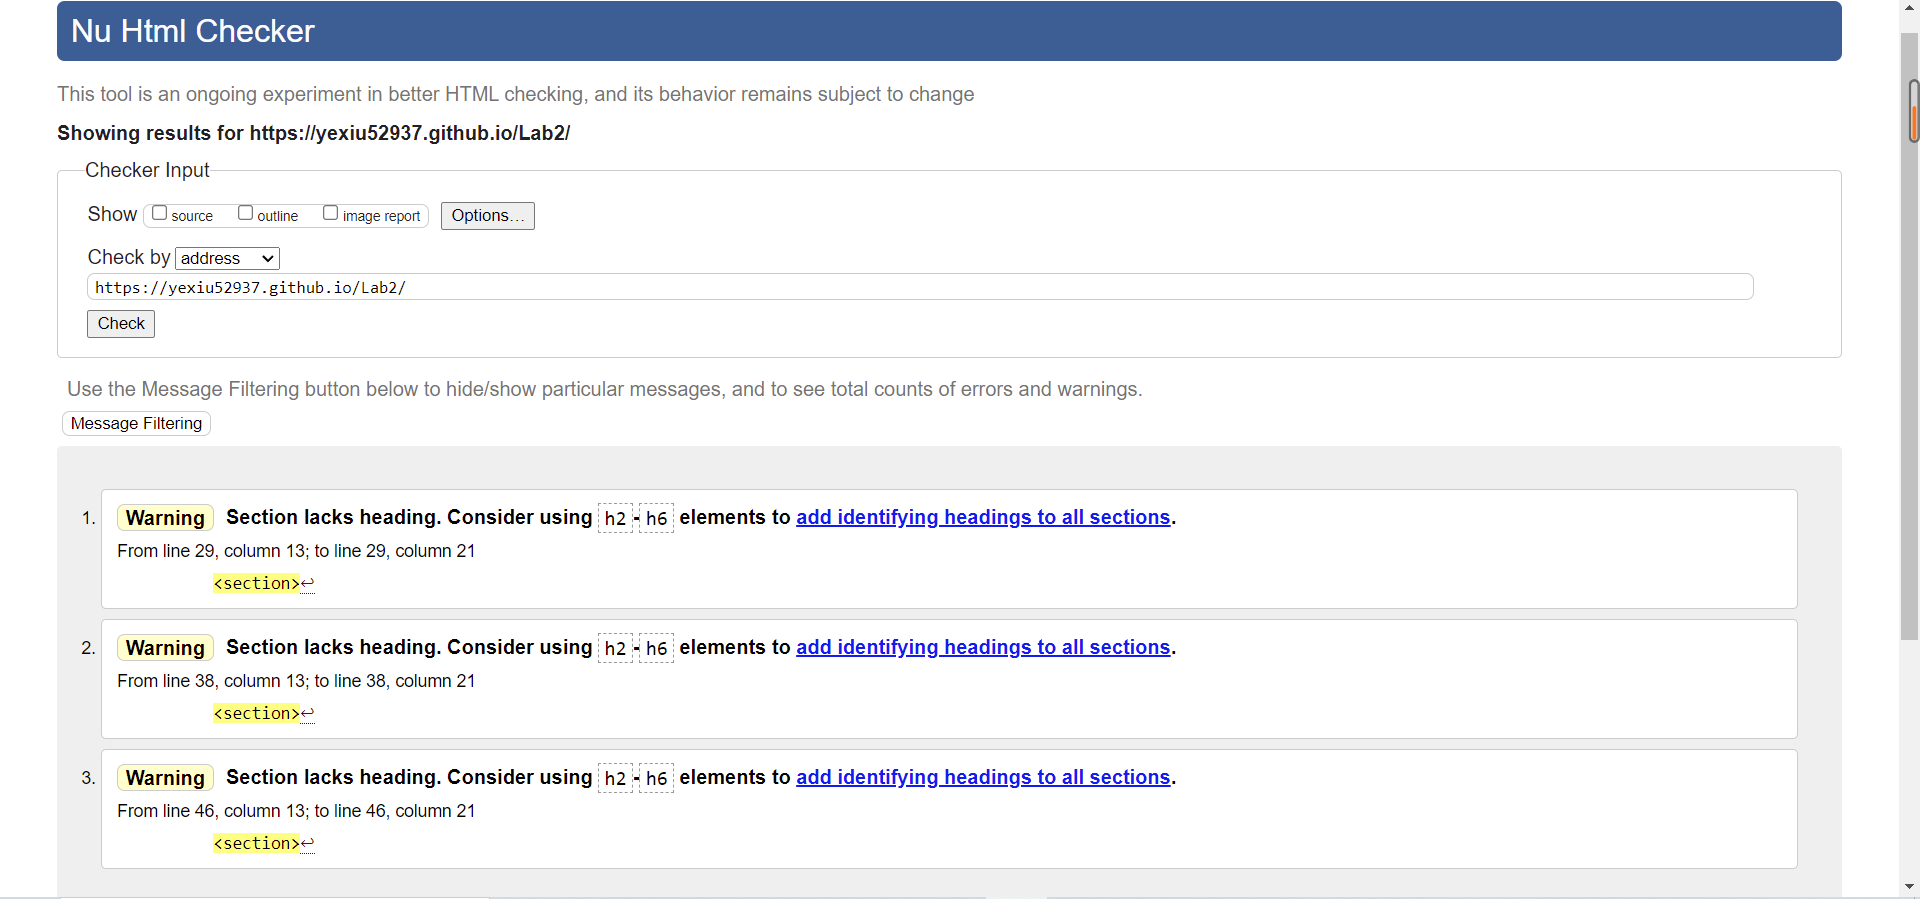 Nu Html Checker
This tool is an ongoing experiment in better HTML checking, and its behavior remains subject to change
Showing results for https://yexiu52937.github.io/Lab2/
Checker Input
Show source outline image report Options...
Check by address
https://yexiu52937.github.io/Lab2/
Check
Use the Message Filtering button below to hide/show particular messages, and to see total counts of errors and warnings.
Message Filtering
1. Warning Section lacks heading. Consider using h2-h6 elements to add identifying headings to all sections.
From line 29, column 13; to line 29, column 21
<section>↩
2. Warning Section lacks heading. Consider using h2-h6 elements to add identifying headings to all sections.
From line 38, column 13; to line 38, column 21
<section>↩
3. Warning Section lacks heading. Consider using h2-h6 elements to add identifying headings to all sections.
From line 46, column 13; to line 46, column 21
<section>↩